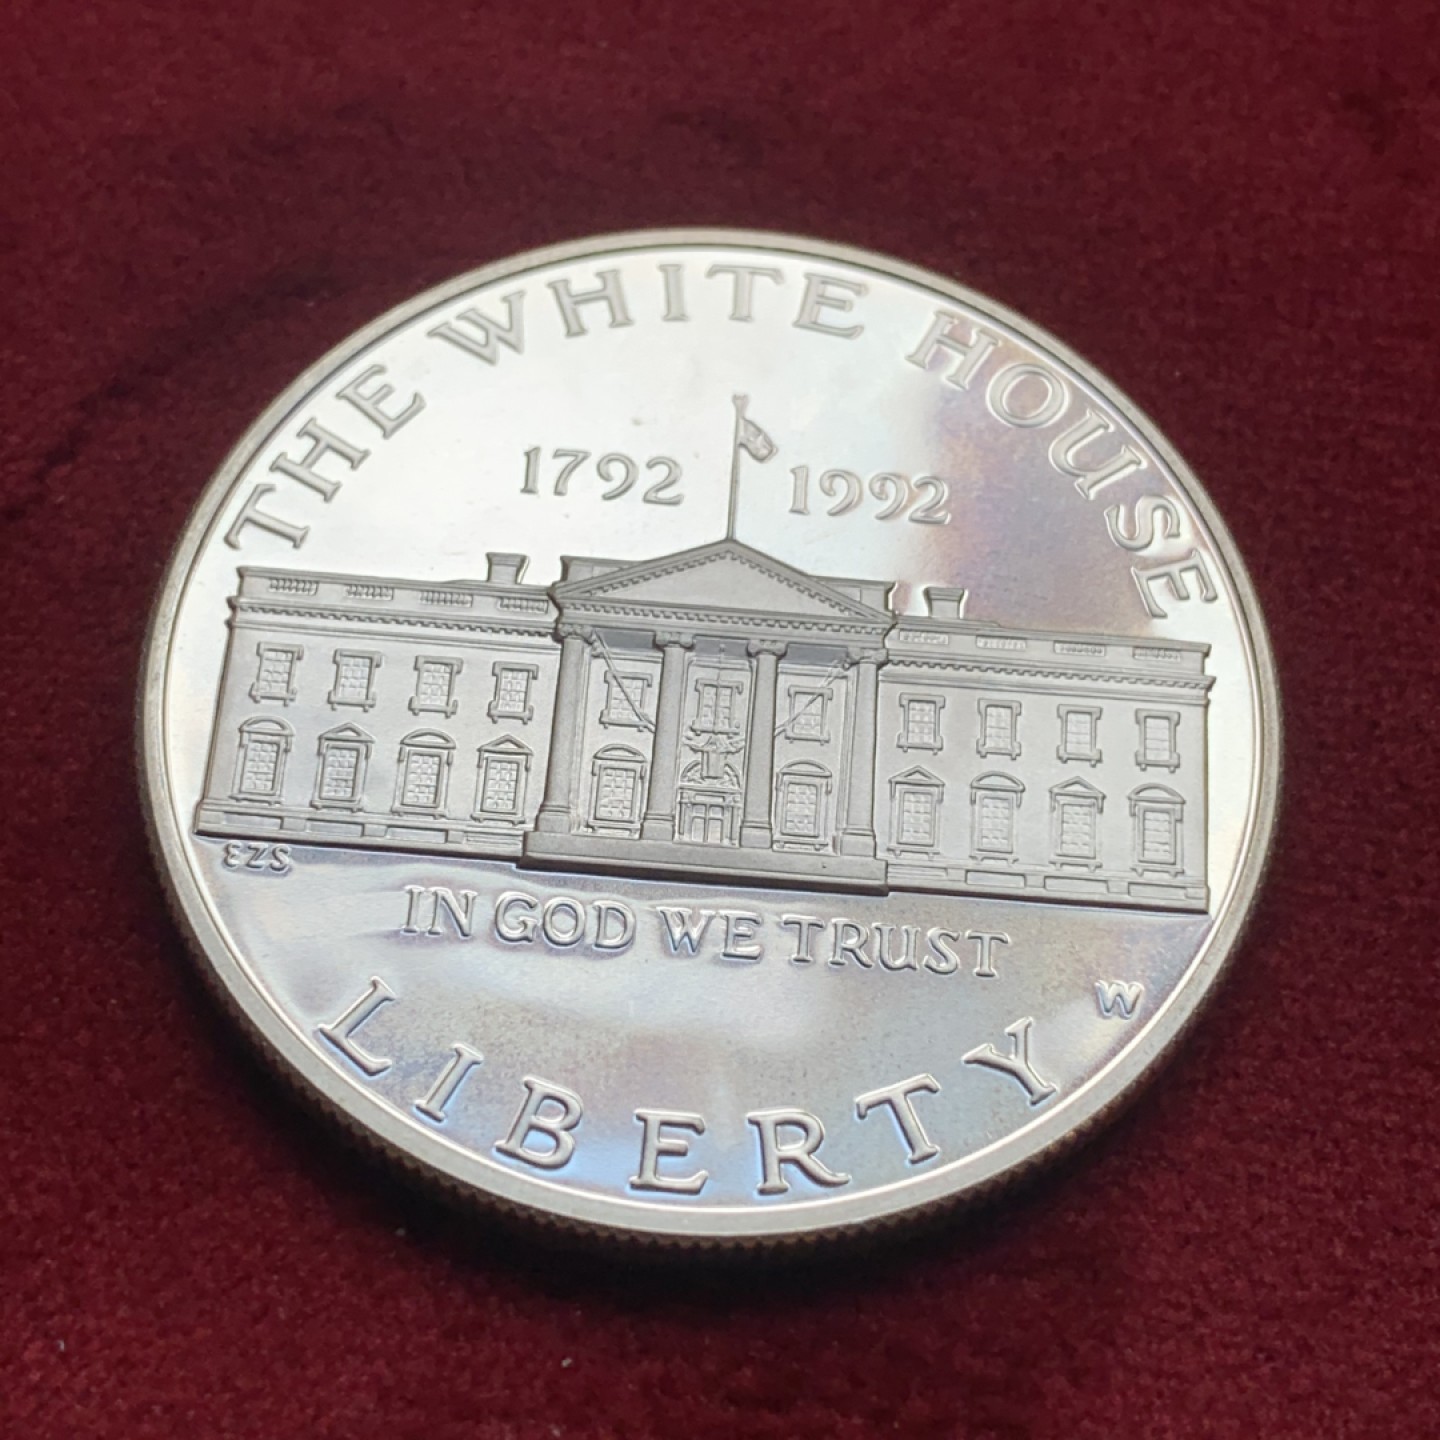 THE WHITE HOUSE
1792 1992
EZS
IN GOD WE TRUST
W
LIBERTY